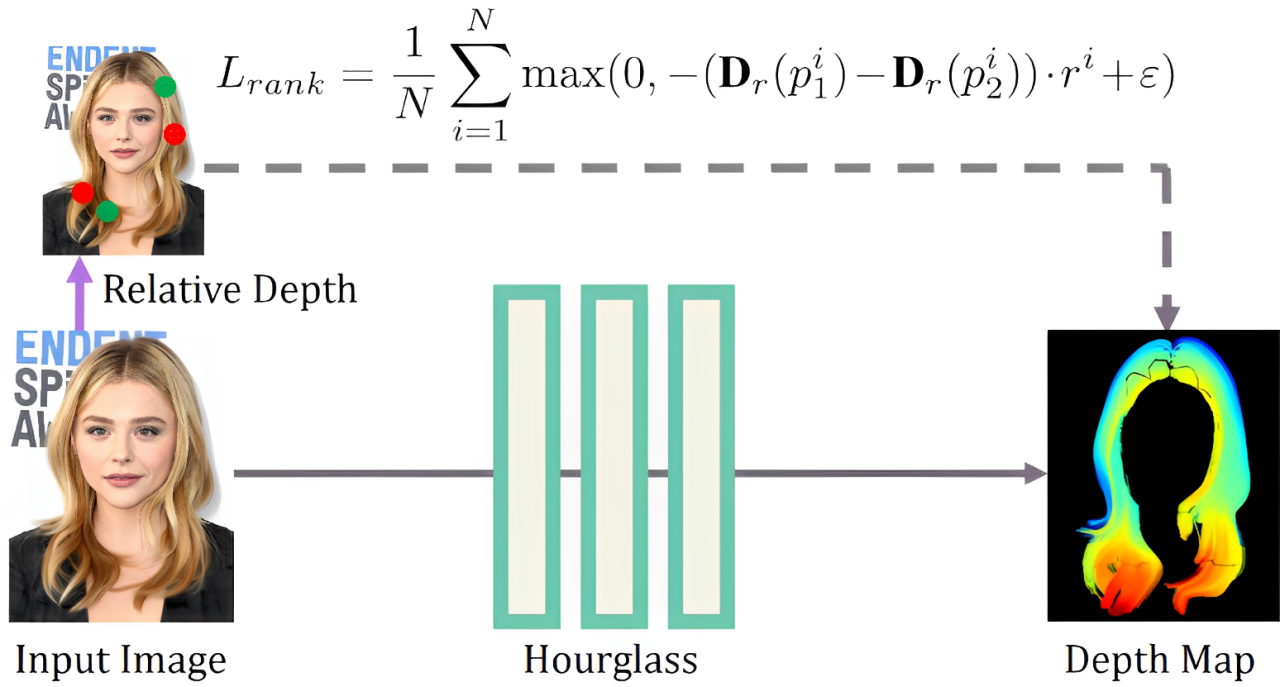 ENDENT
SPi
AW
L_{rank} = \frac{1}{N} \sum_{i=1}^{N} \max(0, -(\mathbf{D}_r(p_1^i) - \mathbf{D}_r(p_2^i)) \cdot r^i + \varepsilon)
Relative Depth
ENDENT
SPi
AW
Input Image
Hourglass
Depth Map